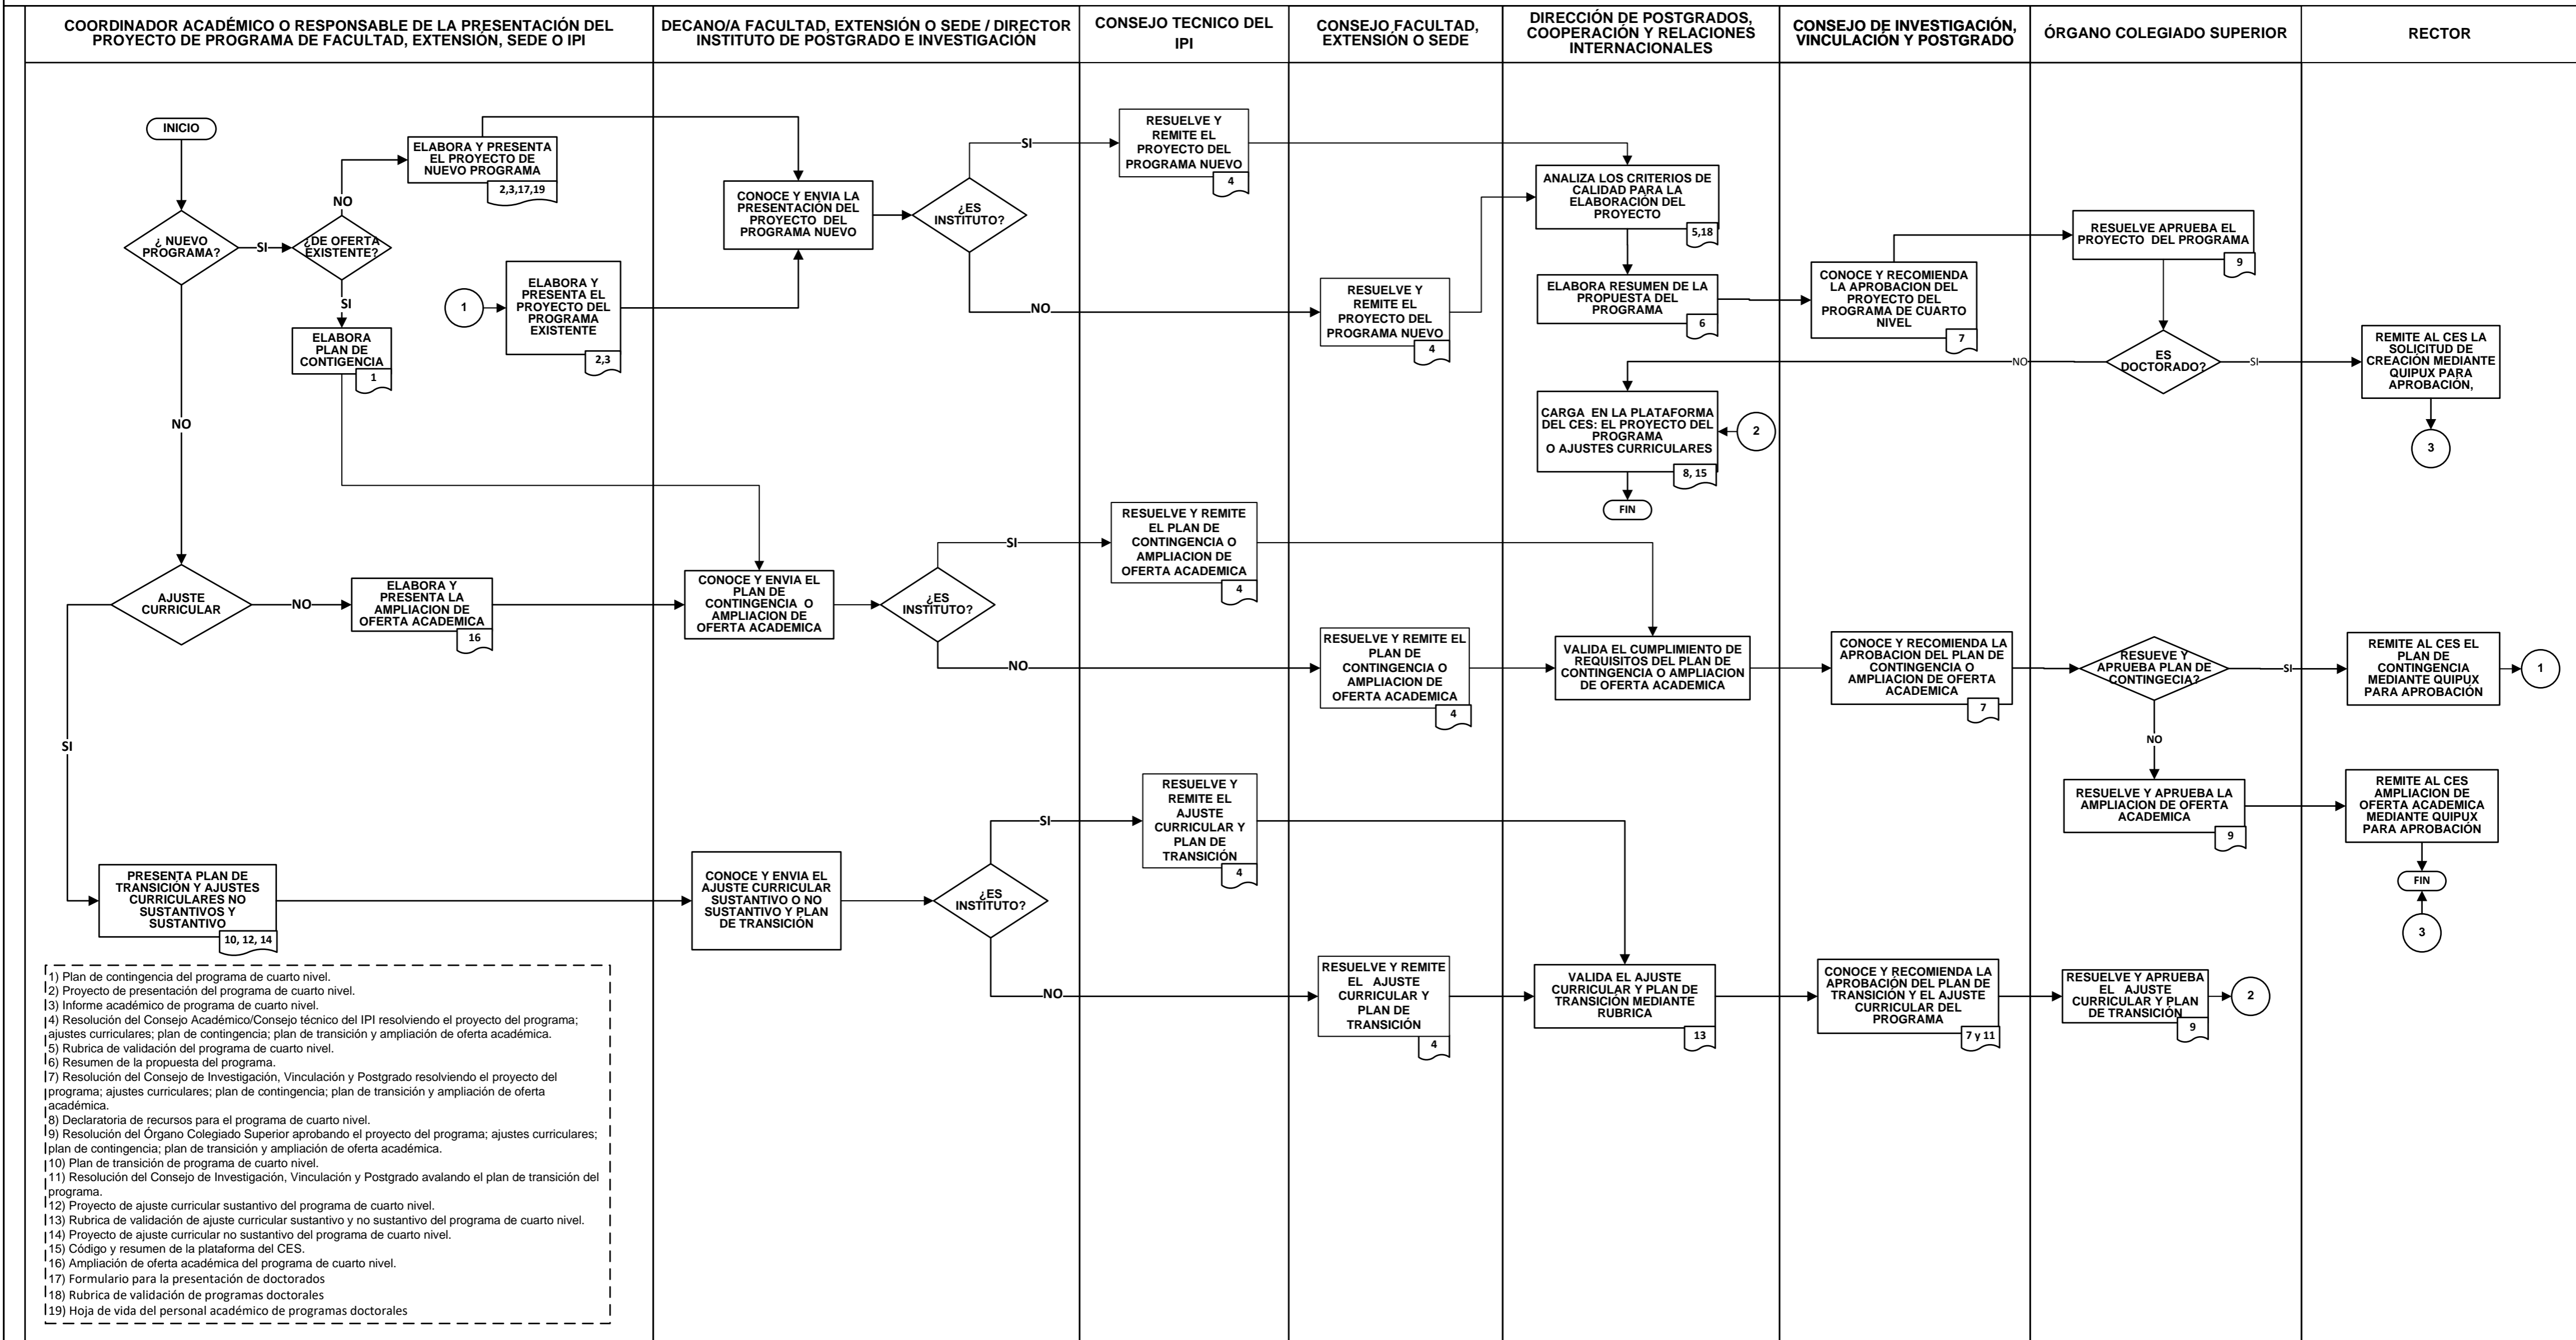 COORDINADOR ACADÉMICO O RESPONSABLE DE LA PRESENTACIÓN DEL
PROYECTO DE PROGRAMA DE FACULTAD, EXTENSIÓN, SEDE O IPI
DECANO/A FACULTAD, EXTENSIÓN O SEDE / DIRECTOR
INSTITUTO DE POSTGRADO E INVESTIGACIÓN
CONSEJO TECNICO DEL
IPI
CONSEJO FACULTAD,
EXTENSIÓN O SEDE
DIRECCIÓN DE POSTGRADOS,
COOPERACIÓN Y RELACIONES
INTERNACIONALES
CONSEJO DE INVESTIGACIÓN,
VINCULACIÓN Y POSTGRADO
ÓRGANO COLEGIADO SUPERIOR
RECTOR
INICIO
¿ NUEVO
PROGRAMA?
SI
¿DE OFERTA
EXISTENTE?
NO
ELABORA Y PRESENTA
EL PROYECTO DE
NUEVO PROGRAMA
2,3,17,19
SI
ELABORA
PLAN DE
CONTIGENCIA
1
1
ELABORA Y
PRESENTA EL
PROYECTO DEL
PROGRAMA
EXISTENTE
2,3
CONOCE Y ENVIA LA
PRESENTACIÓN DEL
PROYECTO DEL
PROGRAMA NUEVO
¿ES
INSTITUTO?
SI
RESUELVE Y
REMITE EL
PROYECTO DEL
PROGRAMA NUEVO
4
NO
RESUELVE Y
REMITE EL
PROYECTO DEL
PROGRAMA NUEVO
4
ANALIZA LOS CRITERIOS DE
CALIDAD PARA LA
ELABORACIÓN DEL
PROYECTO
5,18
ELABORA RESUMEN DE LA
PROPUESTA DEL
PROGRAMA
6
CONOCE Y RECOMIENDA
LA APROBACION DEL
PROYECTO DEL
PROGRAMA DE CUARTO
NIVEL
7
RESUELVE APRUEBA EL
PROYECTO DEL PROGRAMA
9
ES
DOCTORADO?
SI
REMITE AL CES LA
SOLICITUD DE
CREACIÓN MEDIANTE
QUIPUX PARA
APROBACIÓN,
3
NO
CARGA EN LA PLATAFORMA
DEL CES: EL PROYECTO DEL
PROGRAMA
O AJUSTES CURRICULARES
8, 15
2
FIN
NO
AJUSTE
CURRICULAR
NO
ELABORA Y
PRESENTA LA
AMPLIACION DE
OFERTA ACADEMICA
16
CONOCE Y ENVIA EL
PLAN DE
CONTINGENCIA O
AMPLIACION DE
OFERTA ACADEMICA
¿ES
INSTITUTO?
SI
RESUELVE Y REMITE
EL PLAN DE
CONTINGENCIA O
AMPLIACION DE
OFERTA ACADEMICA
4
NO
RESUELVE Y REMITE EL
PLAN DE
CONTINGENCIA O
AMPLIACION DE
OFERTA ACADEMICA
4
VALIDA EL CUMPLIMIENTO DE
REQUISITOS DEL PLAN DE
CONTINGENCIA O AMPLIACION
DE OFERTA ACADEMICA
CONOCE Y RECOMIENDA LA
APROBACION DEL PLAN DE
CONTINGENCIA O
AMPLIACION DE OFERTA
ACADEMICA
7
RESUEVE Y
APRUEBA PLAN DE
CONTINGECIA?
SI
REMITE AL CES EL
PLAN DE
CONTINGENCIA
MEDIANTE QUIPUX
PARA APROBACIÓN
1
NO
RESUELVE Y APRUEBA LA
AMPLIACION DE OFERTA
ACADEMICA
9
REMITE AL CES
AMPLIACION DE
OFERTA ACADEMICA
MEDIANTE QUIPUX
PARA APROBACIÓN
FIN
3
SI
PRESENTA PLAN DE
TRANSICIÓN Y AJUSTES
CURRICULARES NO
SUSTANTIVOS Y
SUSTANTIVO
10, 12, 14
CONOCE Y ENVIA EL
AJUSTE CURRICULAR
SUSTANTIVO O NO
SUSTANTIVO Y PLAN
DE TRANSICIÓN
¿ES
INSTITUTO?
SI
RESUELVE Y
REMITE EL
AJUSTE
CURRICULAR Y
PLAN DE
TRANSICIÓN
4
NO
RESUELVE Y REMITE
EL AJUSTE
CURRICULAR Y
PLAN DE
TRANSICIÓN
4
VALIDA EL AJUSTE
CURRICULAR Y PLAN DE
TRANSICIÓN MEDIANTE
RUBRICA
13
CONOCE Y RECOMIENDA LA
APROBACIÓN DEL PLAN DE
TRANSICIÓN Y EL AJUSTE
CURRICULAR DEL
PROGRAMA
7 y 11
RESUELVE Y APRUEBA
EL AJUSTE
CURRICULAR Y PLAN
DE TRANSICIÓN
9
2
1) Plan de contingencia del programa de cuarto nivel.
2) Proyecto de presentación del programa de cuarto nivel.
3) Informe académico de programa de cuarto nivel.
4) Resolución del Consejo Académico/Consejo técnico del IPI resolviendo el proyecto del programa;
ajustes curriculares; plan de contingencia; plan de transición y ampliación de oferta académica.
5) Rubrica de validación del programa de cuarto nivel.
6) Resumen de la propuesta del programa.
7) Resolución del Consejo de Investigación, Vinculación y Postgrado resolviendo el proyecto del
programa; ajustes curriculares; plan de contingencia; plan de transición y ampliación de oferta
académica.
8) Declaratoria de recursos para el programa de cuarto nivel.
9) Resolución del Órgano Colegiado Superior aprobando el proyecto del programa; ajustes curriculares;
plan de contingencia; plan de transición y ampliación de oferta académica.
10) Plan de transición de programa de cuarto nivel.
11) Resolución del Consejo de Investigación, Vinculación y Postgrado avalando el plan de transición del
programa.
12) Proyecto de ajuste curricular sustantivo del programa de cuarto nivel.
13) Rubrica de validación de ajuste curricular sustantivo y no sustantivo del programa de cuarto nivel.
14) Proyecto de ajuste curricular no sustantivo del programa de cuarto nivel.
15) Código y resumen de la plataforma del CES.
16) Ampliación de oferta académica del programa de cuarto nivel.
17) Formulario para la presentación de doctorados
18) Rubrica de validación de programas doctorales
19) Hoja de vida del personal académico de programas doctorales